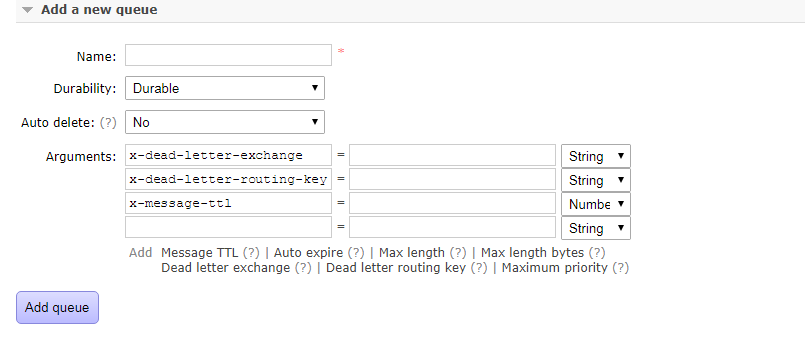 Add a new queue
Name: *
Durability: Durable
Auto delete: (?) No
Arguments: x-dead-letter-exchange = String
x-dead-letter-routing-key = String
x-message-ttl = Numbe
= String
Add Message TTL (?) | Auto expire (?) | Max length (?) | Max length bytes (?)
Dead letter exchange (?) | Dead letter routing key (?) | Maximum priority (?)
Add queue